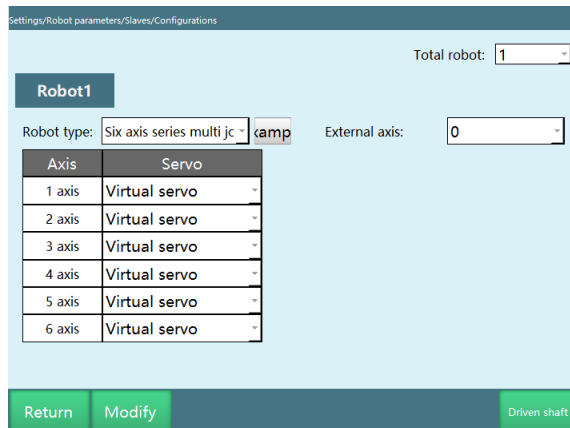 Settings/Robot parameters/Slaves/Configurations
Total robot: 1
Robot1
Robot type: Six axis series multi jc External axis: 0
Axis Servo
1 axis Virtual servo
2 axis Virtual servo
3 axis Virtual servo
4 axis Virtual servo
5 axis Virtual servo
6 axis Virtual servo
Return Modify Driven shaft